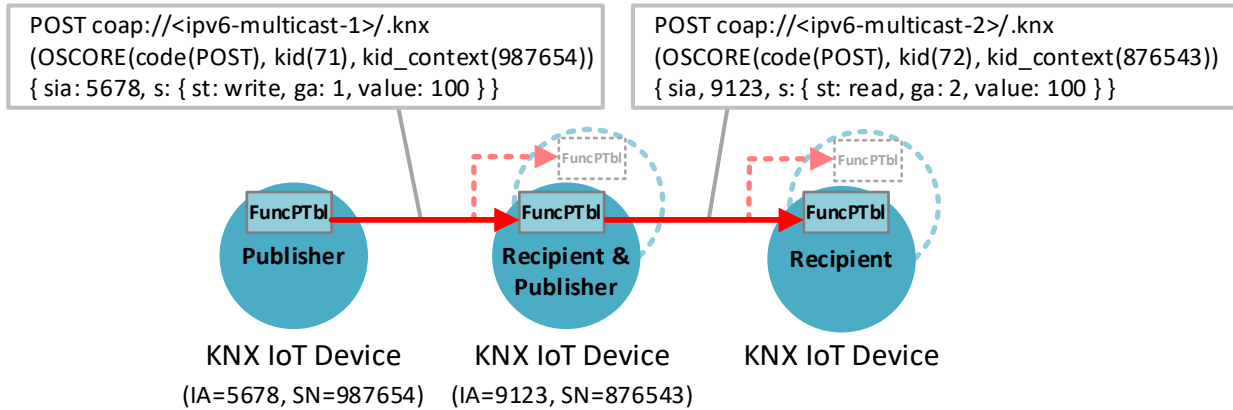 POST coap://<ipv6-multicast-1>/.knx
(OSCORE(code(POST), kid(71), kid_context(987654))
{ sia: 5678, s: { st: write, ga: 1, value: 100 } }
POST coap://<ipv6-multicast-2>/.knx
(OSCORE(code(POST), kid(72), kid_context(876543))
{ sia, 9123, s: { st: read, ga: 2, value: 100 } }
FuncPTbl
FuncPTbl
FuncPTbl
FuncPTbl
FuncPTbl
Publisher
Recipient &
Publisher
Recipient
KNX IoT Device
(IA=5678, SN=987654)
KNX IoT Device
(IA=9123, SN=876543)
KNX IoT Device